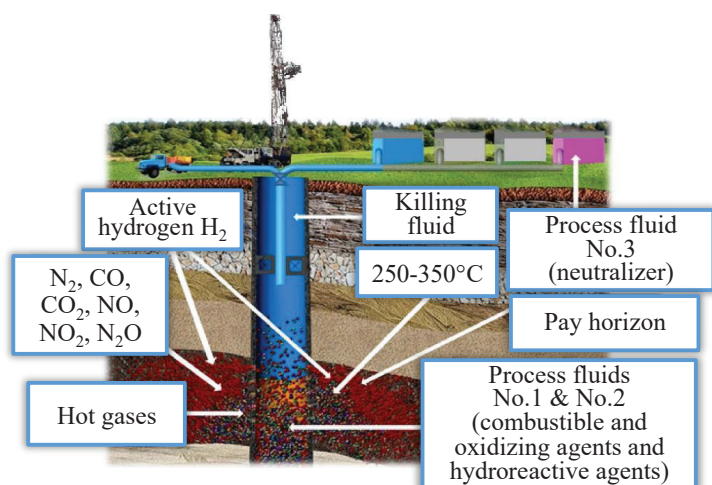 Active
hydrogen H₂
Killing
fluid
Process fluid
No.3
(neutralizer)
N₂, CO,
CO₂, NO,
NO₂, N₂O
250-350°C
Pay horizon
Hot gases
Process fluids
No.1 & No.2
(combustible and
oxidizing agents and
hydroreactive agents)